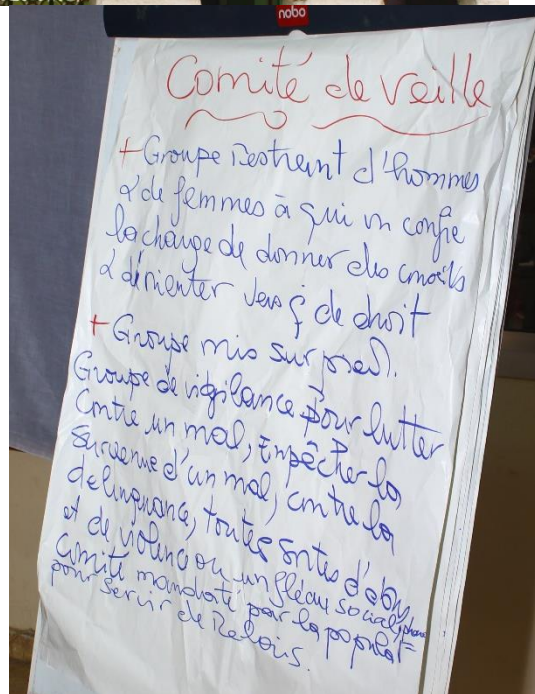 nobo
Comité de veille
+ Groupe restreint d'hommes
& de femmes à qui on confie
la charge de donner des conseils
& d'orienter vers de droit
+ Groupe mis sur pied.
Groupe de vigilance pour lutter
contre un mal, Empêcher la
survenue d'un mal, contre la
delinquance, toutes sortes d'abus
et de violence ou un fléau social,
Comité mandaté par la populat°
pour servir de Relais.